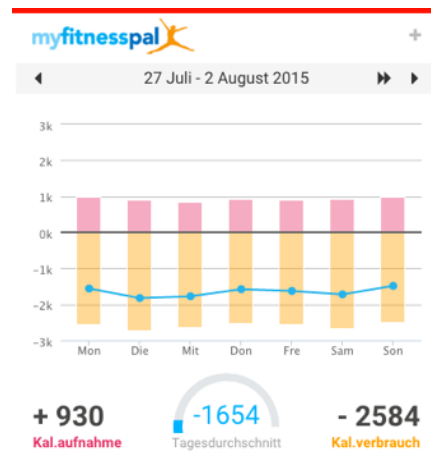 myfitnesspal
27 Juli - 2 August 2015
3k
2k
1k
0k
-1k
-2k
-3k
Mon Die Mit Don Fre Sam Son
+ 930 -1654 - 2584
Kal.aufnahme Tagesdurchschnitt Kal.verbrauch